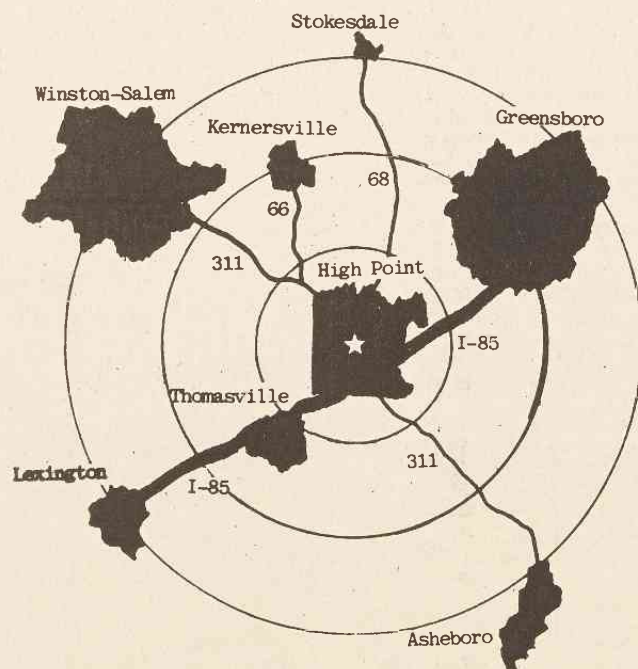 Stokesdale
Winston-Salem
Greensboro
Kernersville
68
66
311
High Point
I-85
Thomasville
311
Lexington
I-85
Asheboro